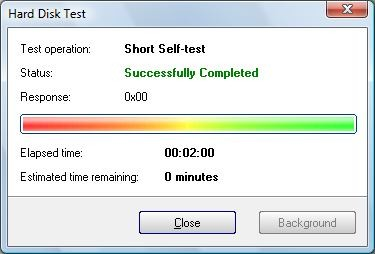 Hard Disk Test
Test operation: Short Self-test
Status: Successfully Completed
Response: 0x00
Elapsed time: 00:02:00
Estimated time remaining: 0 minutes
Close Background